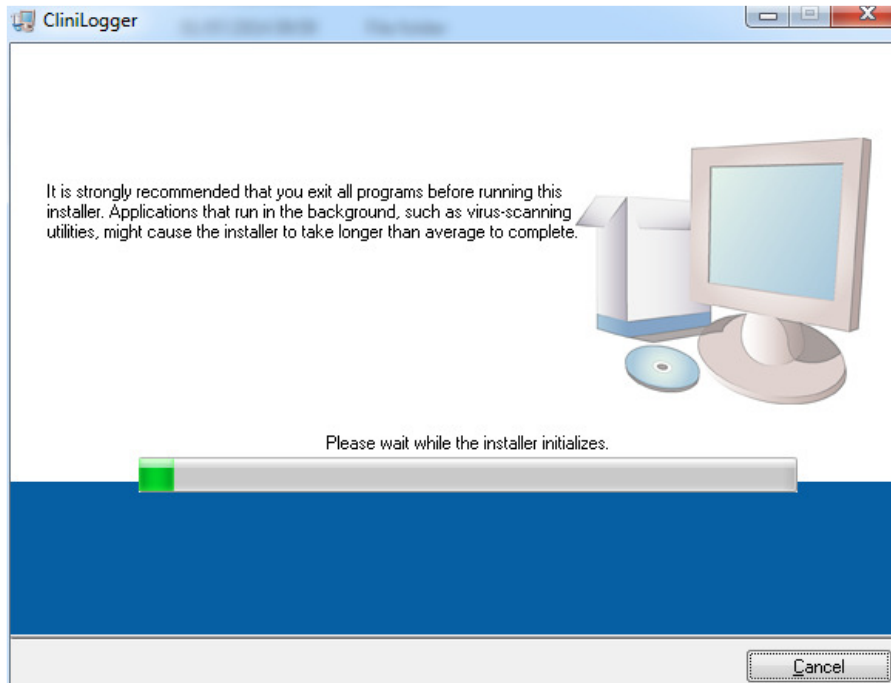 CliniLogger
It is strongly recommended that you exit all programs before running this
installer. Applications that run in the background, such as virus-scanning
utilities, might cause the installer to take longer than average to complete.
Please wait while the installer initializes.
Cancel